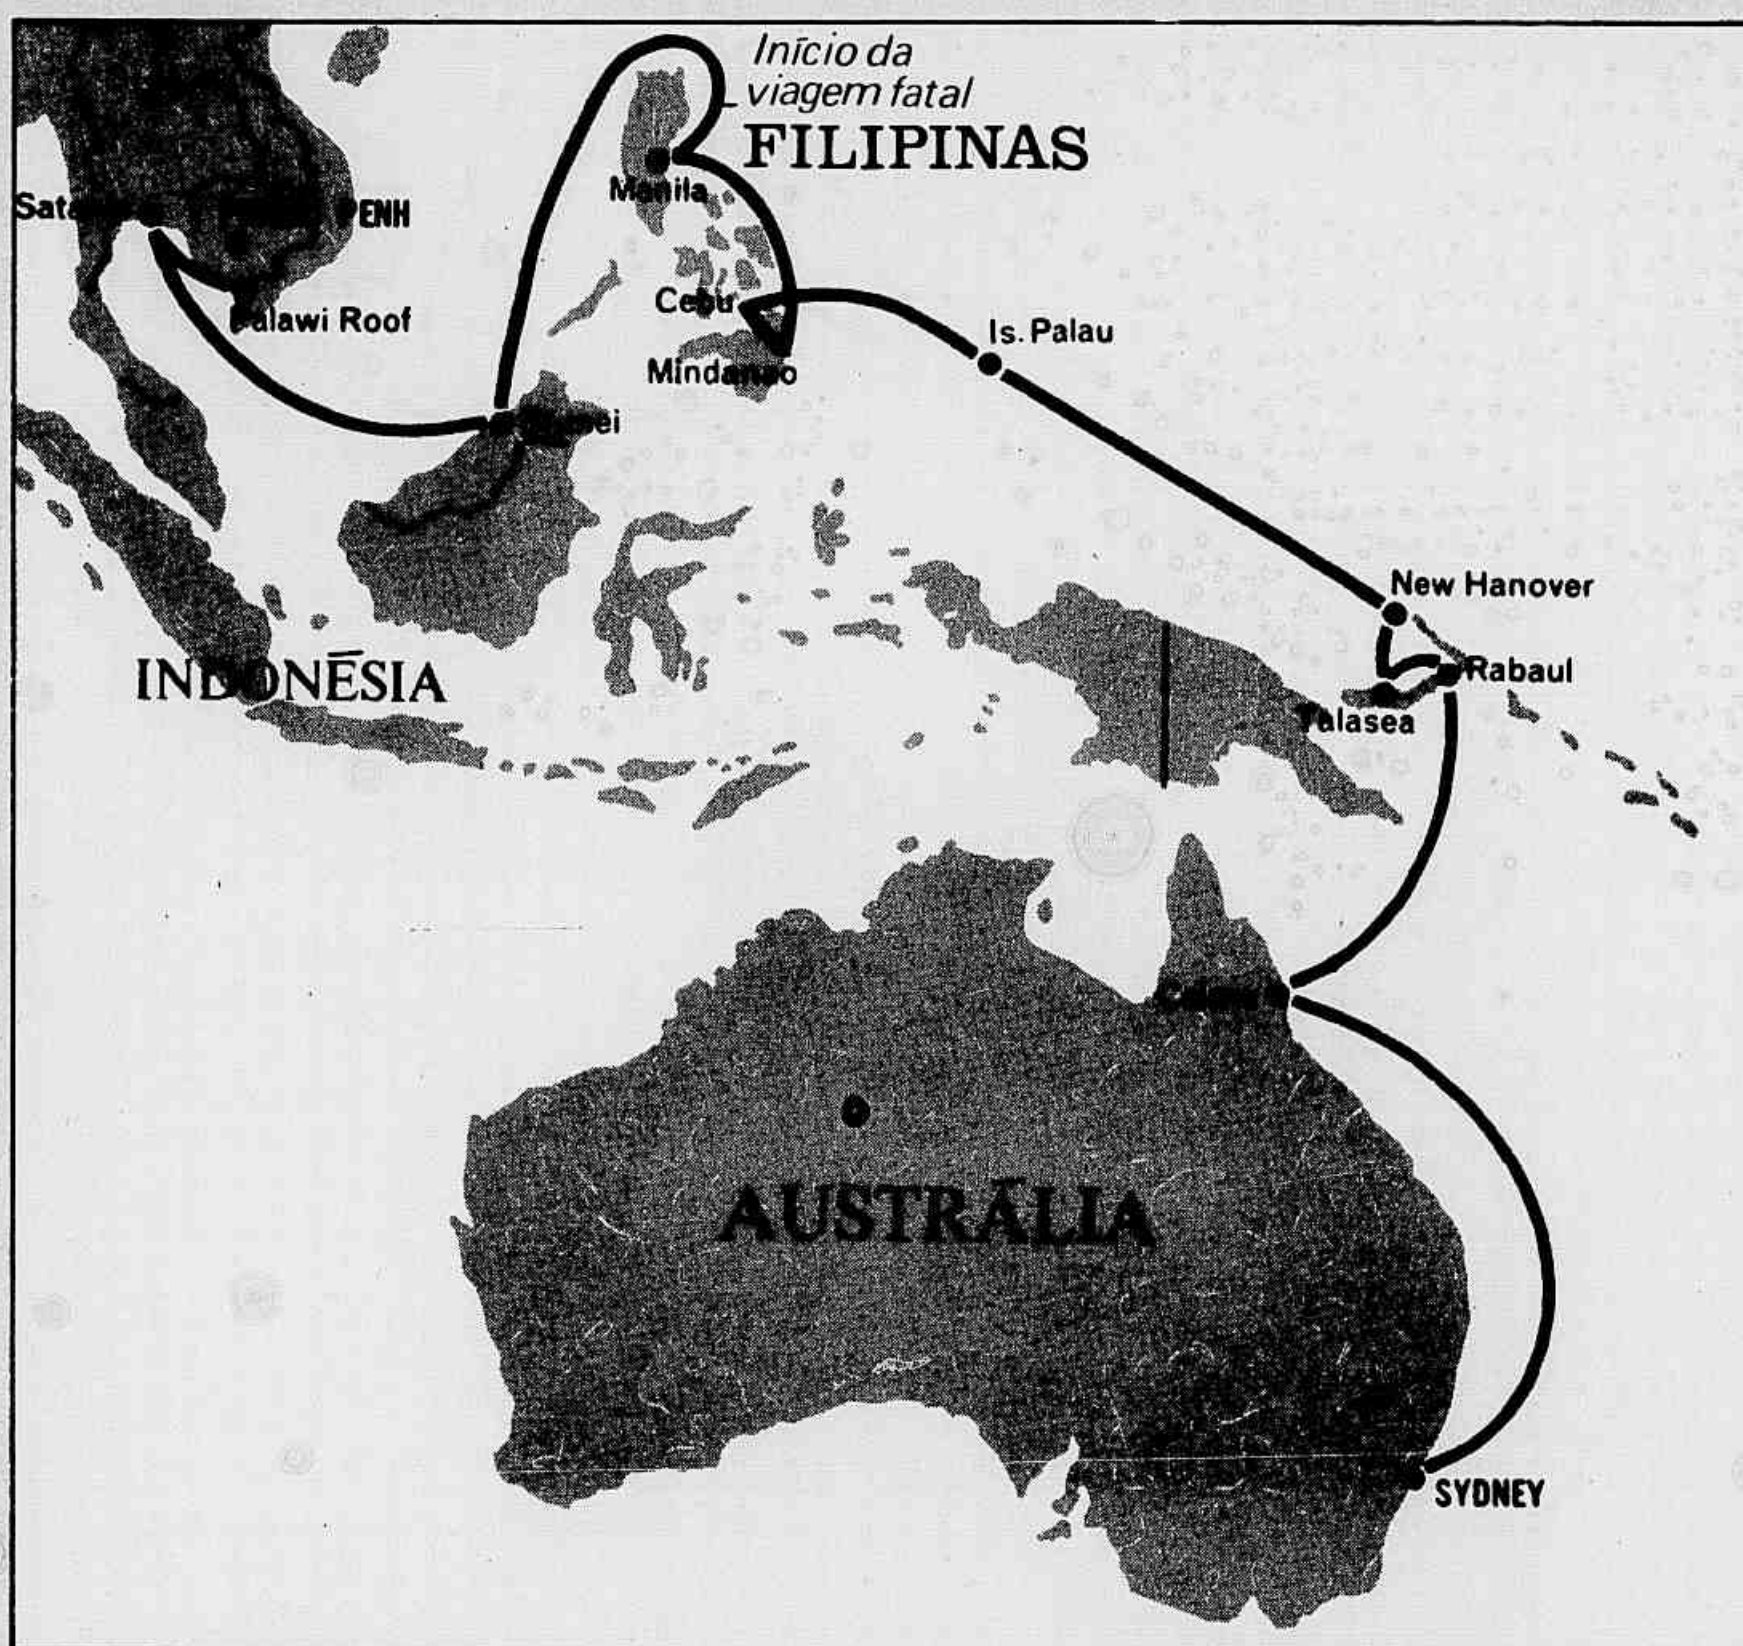 Início da
viagem fatal
FILIPINAS
Manila
PENH
Cebu
Is. Palau
alawi Roof
Mindanao
New Hanover
INDONÉSIA
Rabaul
Talasea
AUSTRÁLIA
SYDNEY